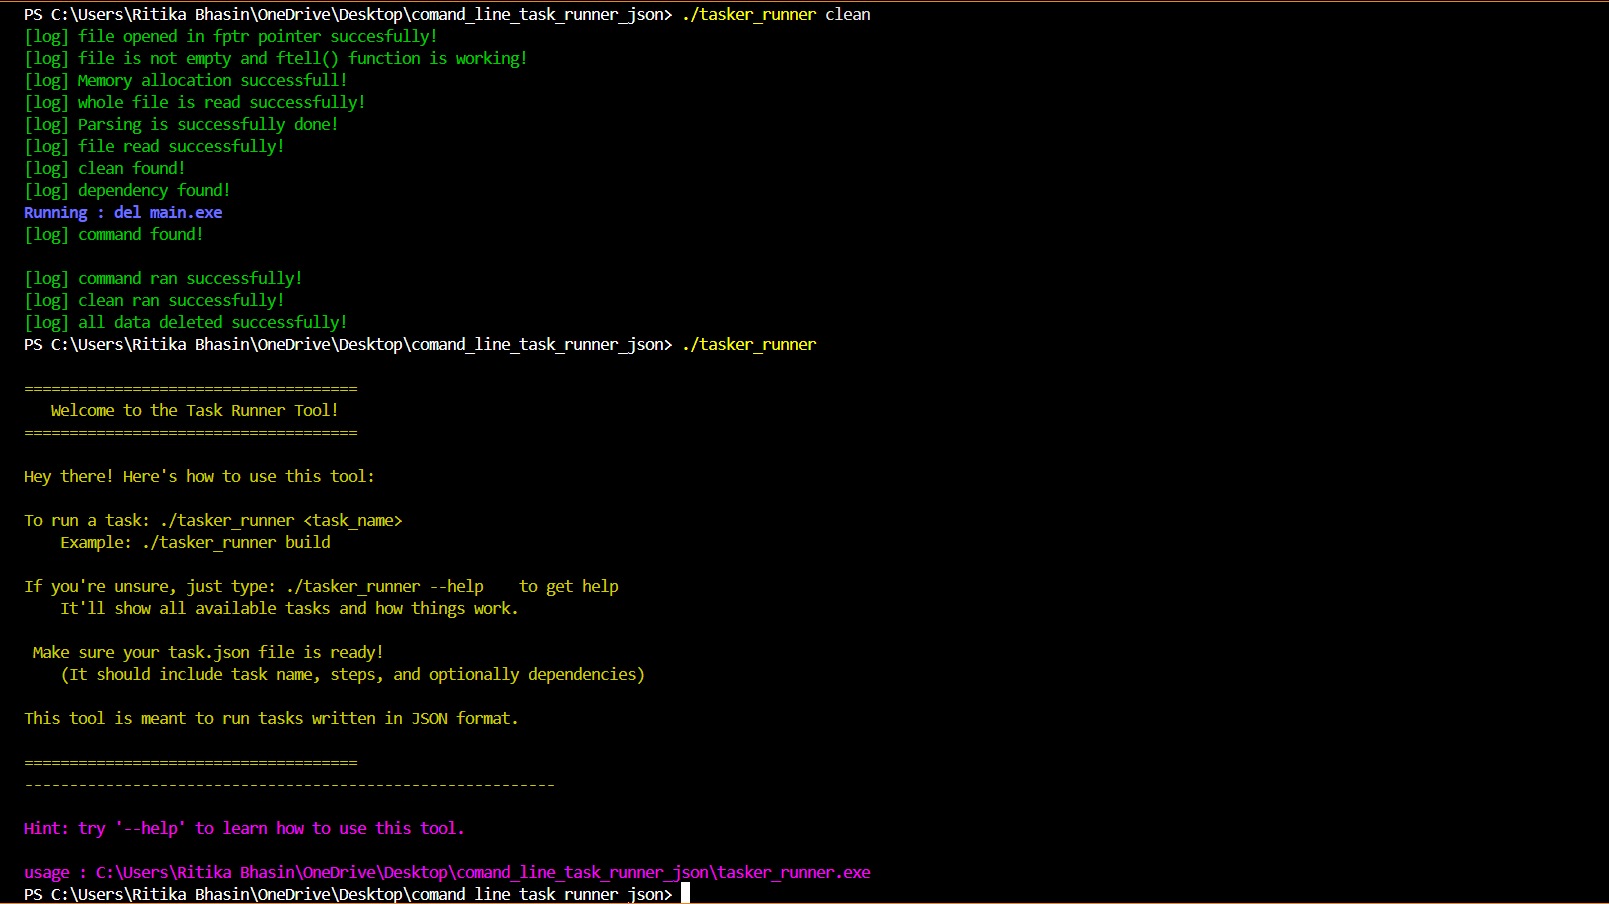 PS C:\Users\Ritika Bhasin\OneDrive\Desktop\comand_line_task_runner_json> ./tasker_runner clean
[log] file opened in fptr pointer succesfully!
[log] file is not empty and ftell() function is working!
[log] Memory allocation successfull!
[log] whole file is read successfully!
[log] Parsing is successfully done!
[log] file read successfully!
[log] clean found!
[log] dependency found!
Running : del main.exe
[log] command found!
[log] command ran successfully!
[log] clean ran successfully!
[log] all data deleted successfully!
PS C:\Users\Ritika Bhasin\OneDrive\Desktop\comand_line_task_runner_json> ./tasker_runner
=====================================
Welcome to the Task Runner Tool!
=====================================
Hey there! Here's how to use this tool:
To run a task: ./tasker_runner <task_name>
Example: ./tasker_runner build
If you're unsure, just type: ./tasker_runner --help    to get help
It'll show all available tasks and how things work.
Make sure your task.json file is ready!
(It should include task name, steps, and optionally dependencies)
This tool is meant to run tasks written in JSON format.
=====================================
-----------------------------------------------------------
Hint: try '--help' to learn how to use this tool.
usage : C:\Users\Ritika Bhasin\OneDrive\Desktop\comand_line_task_runner_json\tasker_runner.exe
PS C:\Users\Ritika Bhasin\OneDrive\Desktop\comand_line_task_runner_json>